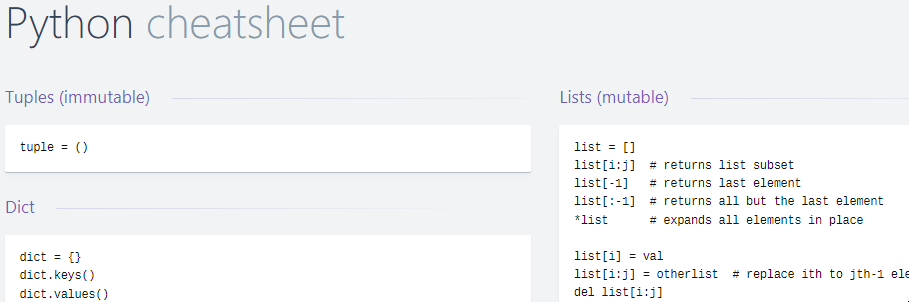 Python cheatsheet
Tuples (immutable)
tuple = ()
Dict
dict = {}
dict.keys()
dict.values()
Lists (mutable)
list = []
list[i:j]  # returns list subset
list[-1]   # returns last element
list[:-1]  # returns all but the last element
*list      # expands all elements in place
list[i] = val
list[i:j] = otherlist  # replace ith to jth-1 ele
del list[i:j]